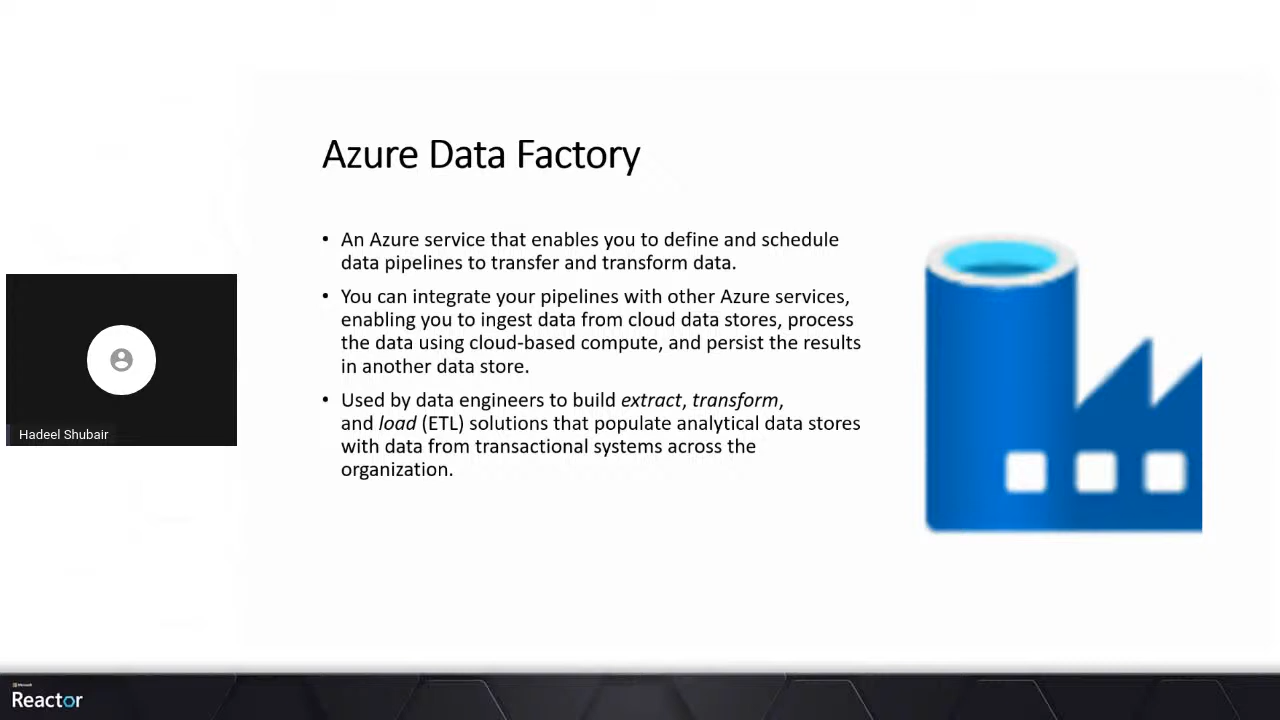 Azure Data Factory
• An Azure service that enables you to define and schedule
data pipelines to transfer and transform data.
• You can integrate your pipelines with other Azure services,
enabling you to ingest data from cloud data stores, process
the data using cloud-based compute, and persist the results
in another data store.
• Used by data engineers to build extract, transform,
and load (ETL) solutions that populate analytical data stores
with data from transactional systems across the
organization.
Hadeel Shubair
Microsoft
Reactor